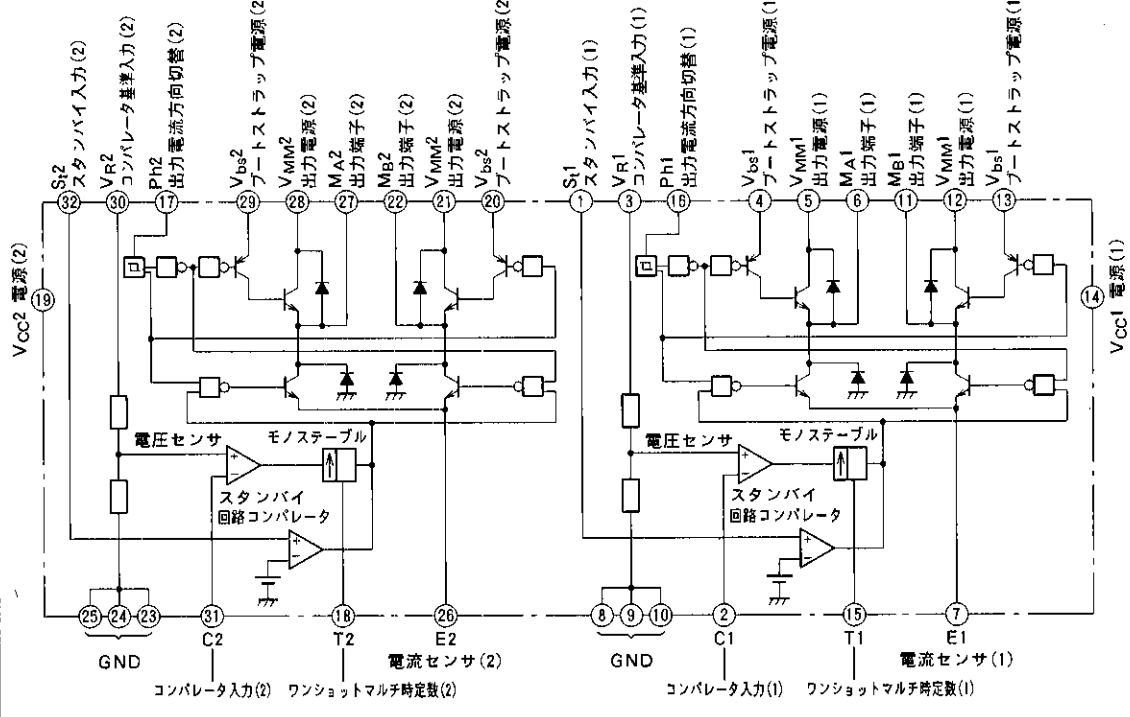 St2
スタンバイ入力(2)
VR2
コンパレータ基準入力(2)
Ph2
出力電流方向切替(2)
Vbs2
ブートストラップ電源(2)
VMM2
出力電源(2)
MA2
出力端子(2)
MB2
出力端子(2)
VMM2
出力電源(2)
Vbs2
ブートストラップ電源(2)
St1
スタンバイ入力(1)
VR1
コンパレータ基準入力(1)
Ph1
出力電流方向切替(1)
Vbs1
ブートストラップ電源(1)
VMM1
出力電源(1)
MA1
出力端子(1)
MB1
出力端子(1)
VMM1
出力電源(1)
Vbs1
ブートストラップ電源(1)
32 30 17 29 28 27 22 21 20 1 3 16 4 5 6 11 12 13
VCC2 電源(2)
19
14
VCC1 電源(1)
電圧センサ
モノステーブル
+
−
スタンバイ
回路コンパレータ
+
−
電圧センサ
モノステーブル
+
−
スタンバイ
回路コンパレータ
+
−
25 24 23 31 18 26 8 9 10 2 15 7
GND
C2
T2
E2
電流センサ(2)
コンパレータ入力(2)
ワンショットマルチ時定数(2)
GND
C1
T1
E1
電流センサ(1)
コンパレータ入力(1)
ワンショットマルチ時定数(1)